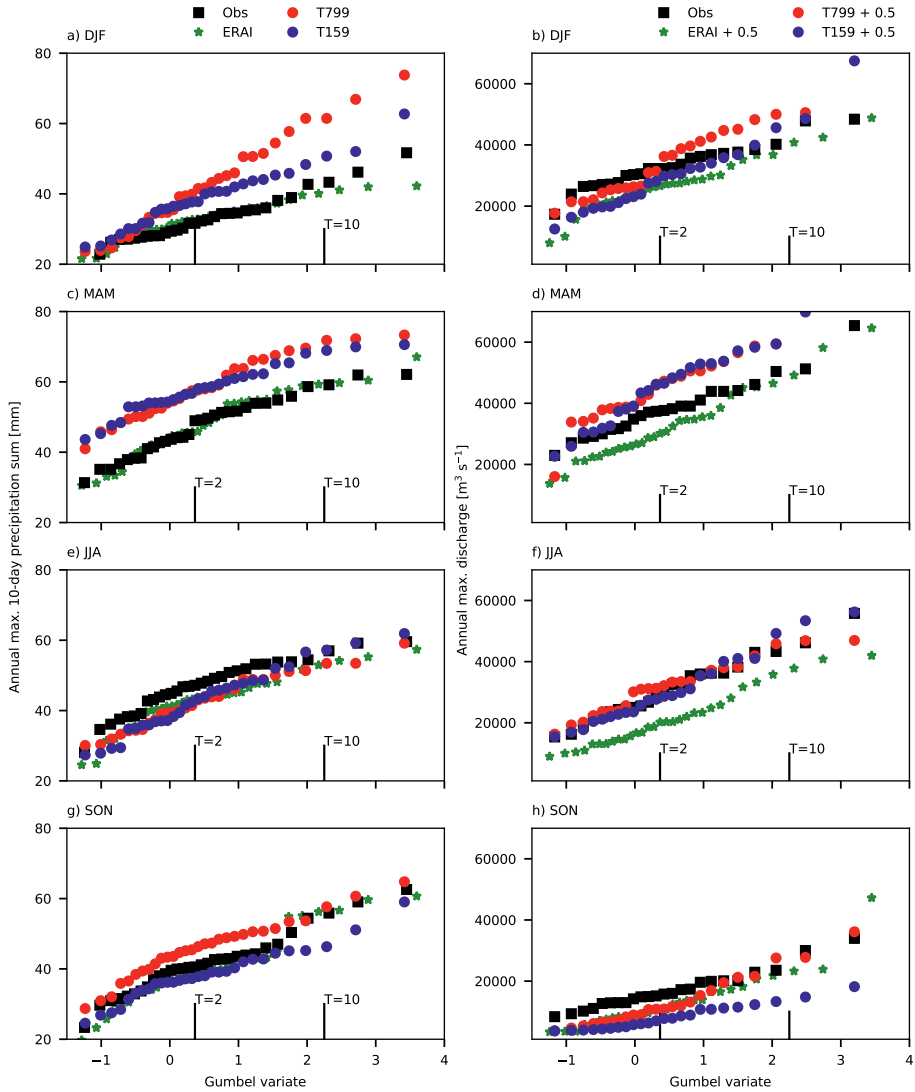 Obs
ERAI
T799
T159
Obs
ERAI + 0.5
T799 + 0.5
T159 + 0.5
a) DJF
b) DJF
80
60
40
20
T=2
T=10
60000
40000
20000
T=2
T=10
c) MAM
d) MAM
80
60
40
20
T=2
T=10
60000
40000
20000
T=2
T=10
Annual max. 10-day precipitation sum [mm]
Annual max. discharge [m³ s⁻¹]
e) JJA
f) JJA
80
60
40
20
T=2
T=10
60000
40000
20000
T=2
T=10
g) SON
h) SON
80
60
40
20
T=2
T=10
60000
40000
20000
T=2
T=10
−1 0 1 2 3 4
Gumbel variate
−1 0 1 2 3 4
Gumbel variate